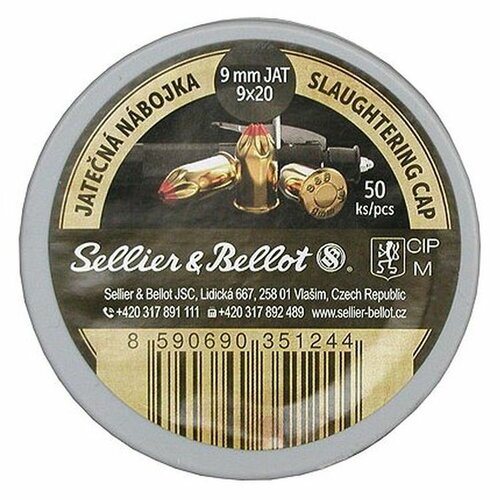 9 mm JAT
9x20
JATEČNÁ NÁBOJKA
SLAUGHTERING CAP
50
ks/pcs
Sellier & Bellot S&B ®
CIP
M
Sellier & Bellot JSC, Lidická 667, 258 01 Vlašim, Czech Republic
+420 317 891 111 +420 317 892 489 www.sellier-bellot.cz
8 590690 351244